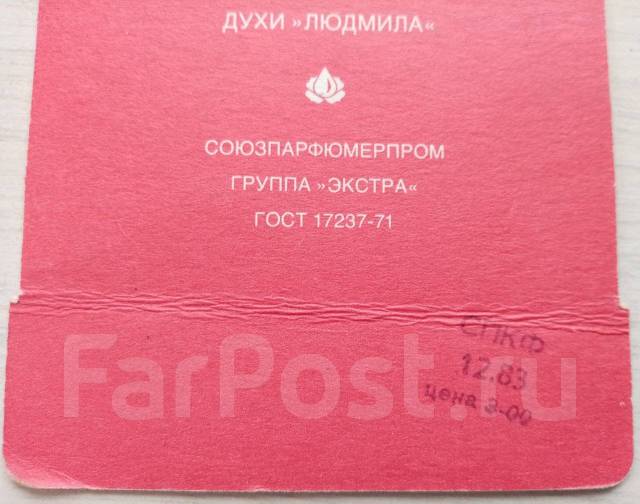 ДУХИ »ЛЮДМИЛА«
СОЮЗПАРФЮМЕРПРОМ
ГРУППА »ЭКСТРА«
ГОСТ 17237-71
СПКФ
12.83
цена 3-00
FarPost.ru